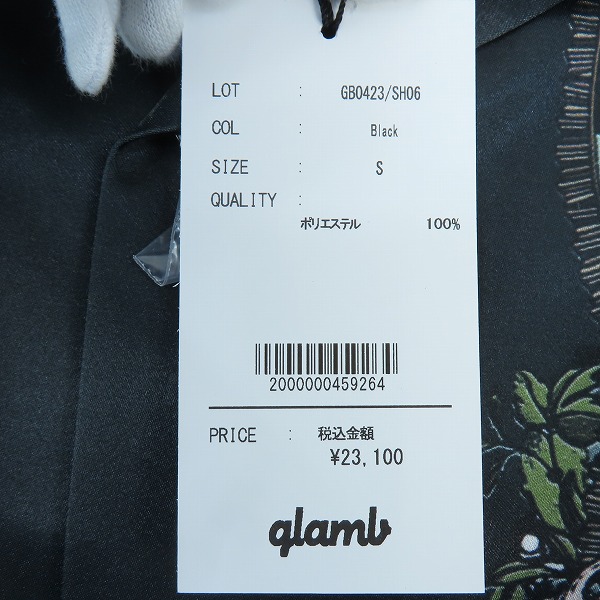 LOT : GB0423/SH06
COL : Black
SIZE : S
QUALITY :
ポリエステル 100%
2000000459264
PRICE : 税込金額
¥23,100
glamb